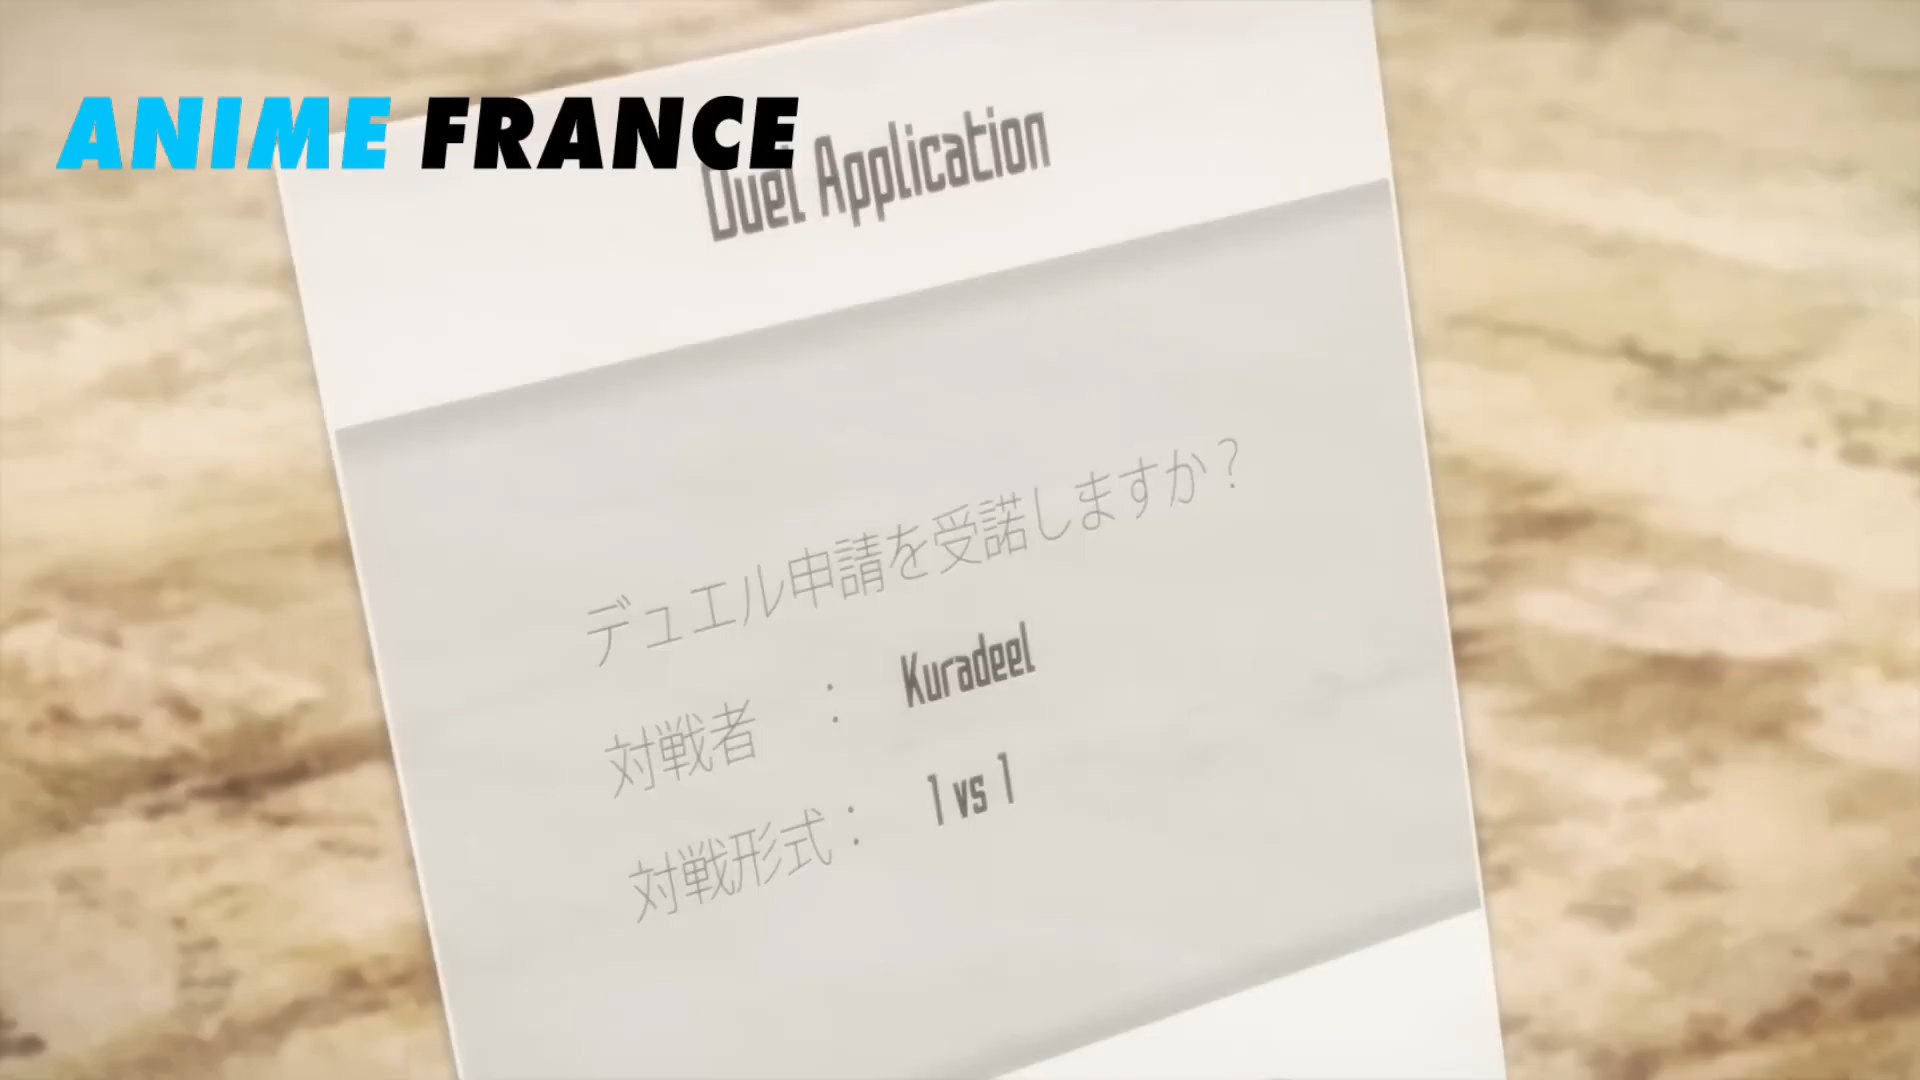 ANIME FRANCE
Duel Application
デュエル申請を受諾しますか？
対戦者 ： Kuradeel
対戦形式： 1 vs 1